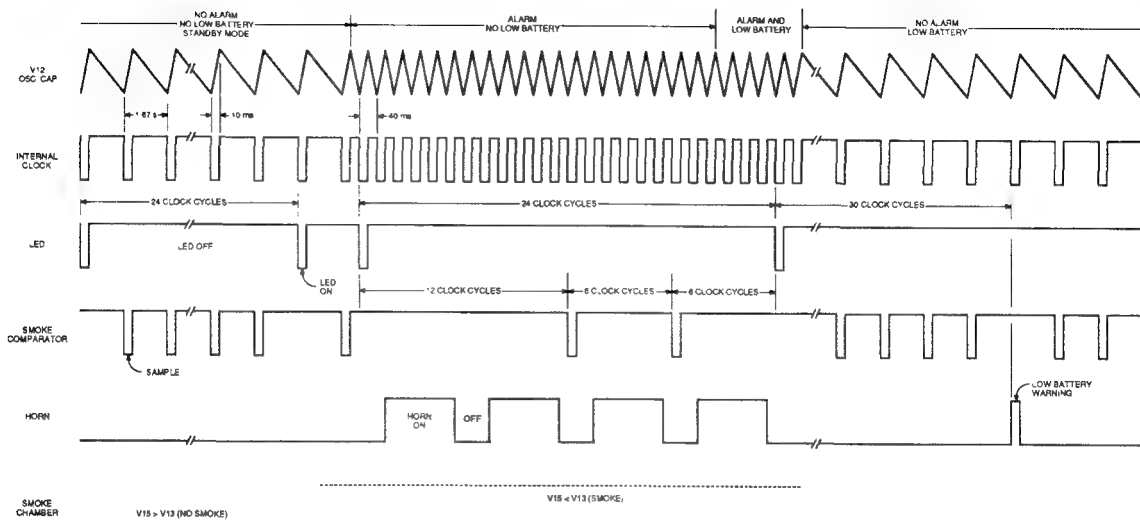 NO ALARM
NO LOW BATTERY
STANDBY MODE
ALARM
NO LOW BATTERY
ALARM AND
LOW BATTERY
NO ALARM
LOW BATTERY
V12
OSC CAP
1.67 s
10 ms
40 ms
INTERNAL
CLOCK
24 CLOCK CYCLES
24 CLOCK CYCLES
30 CLOCK CYCLES
LED
LED OFF
LED
ON
12 CLOCK CYCLES
6 CLOCK CYCLES
6 CLOCK CYCLES
SMOKE
COMPARATOR
SAMPLE
LOW BATTERY
WARNING
HORN
HORN
ON
OFF
SMOKE
CHAMBER
V15 > V13 (NO SMOKE)
V15 < V13 (SMOKE)